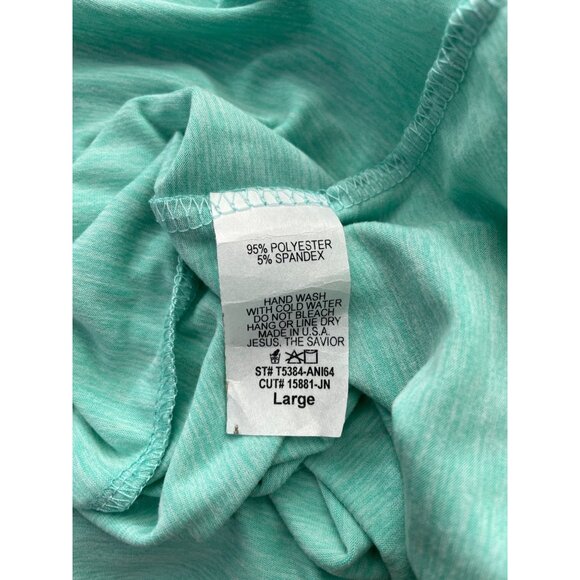 95% POLYESTER
5% SPANDEX
HAND WASH
WITH COLD WATER
DO NOT BLEACH
HANG OR LINE DRY
MADE IN U.S.A.
JESUS, THE SAVIOR
ST# T5384-ANI64
CUT# 15881-JN
Large